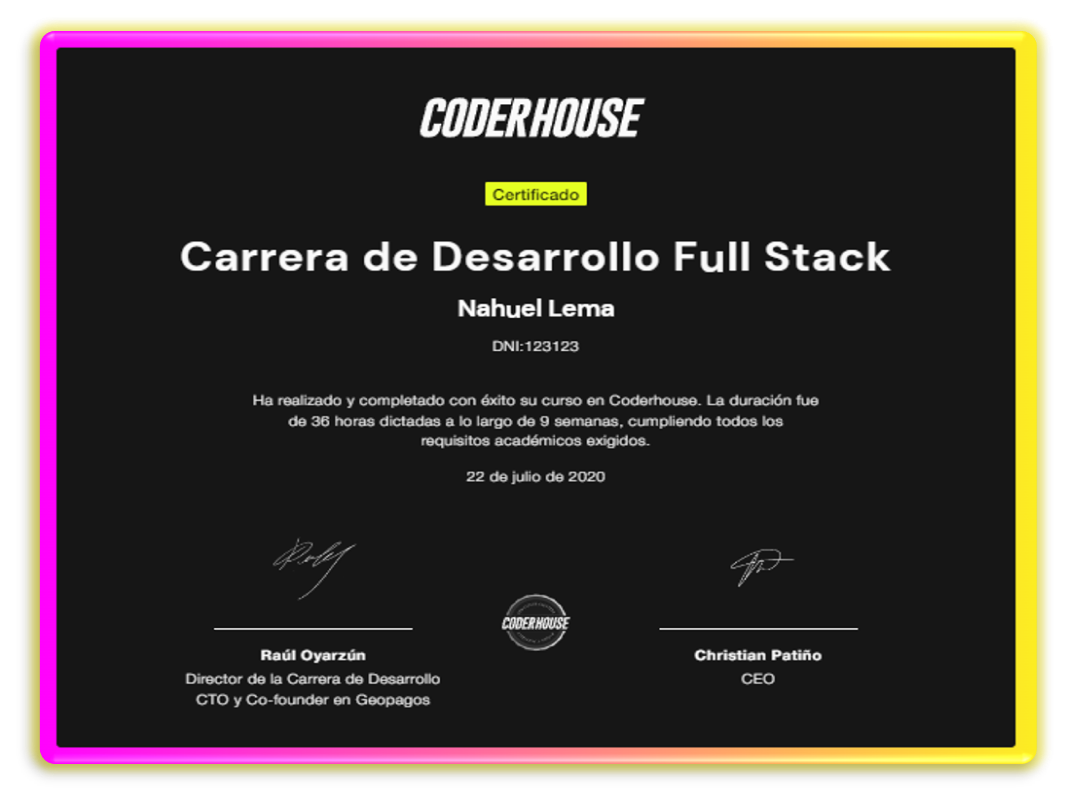 CODERHOUSE
Certificado
Carrera de Desarrollo Full Stack
Nahuel Lema
DNI:123123
Ha realizado y completado con éxito su curso en Coderhouse. La duración fue
de 36 horas dictadas a lo largo de 9 semanas, cumpliendo todos los
requisitos académicos exigidos.
22 de julio de 2020
CODERHOUSE
Raúl Oyarzún
Director de la Carrera de Desarrollo
CTO y Co-founder en Geopagos
Christian Patiño
CEO